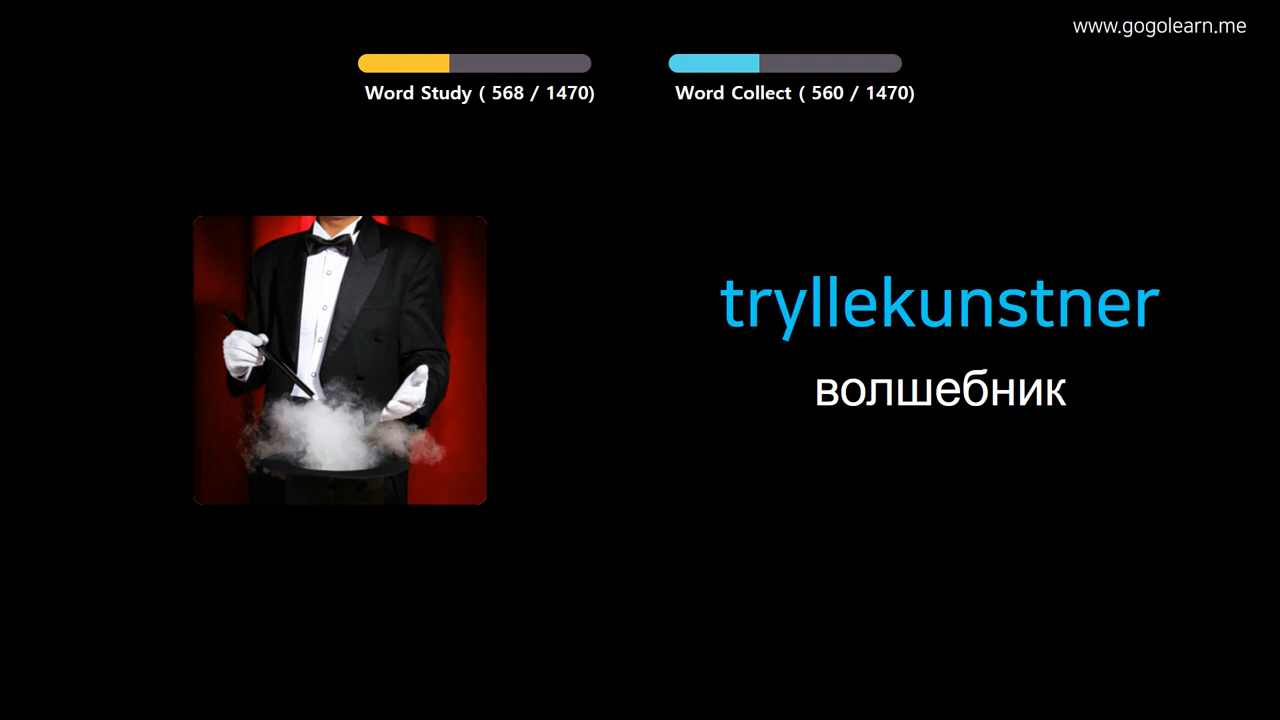 www.gogolearn.me
Word Study ( 568 / 1470)
Word Collect ( 560 / 1470)
tryllekunstner
волшебник